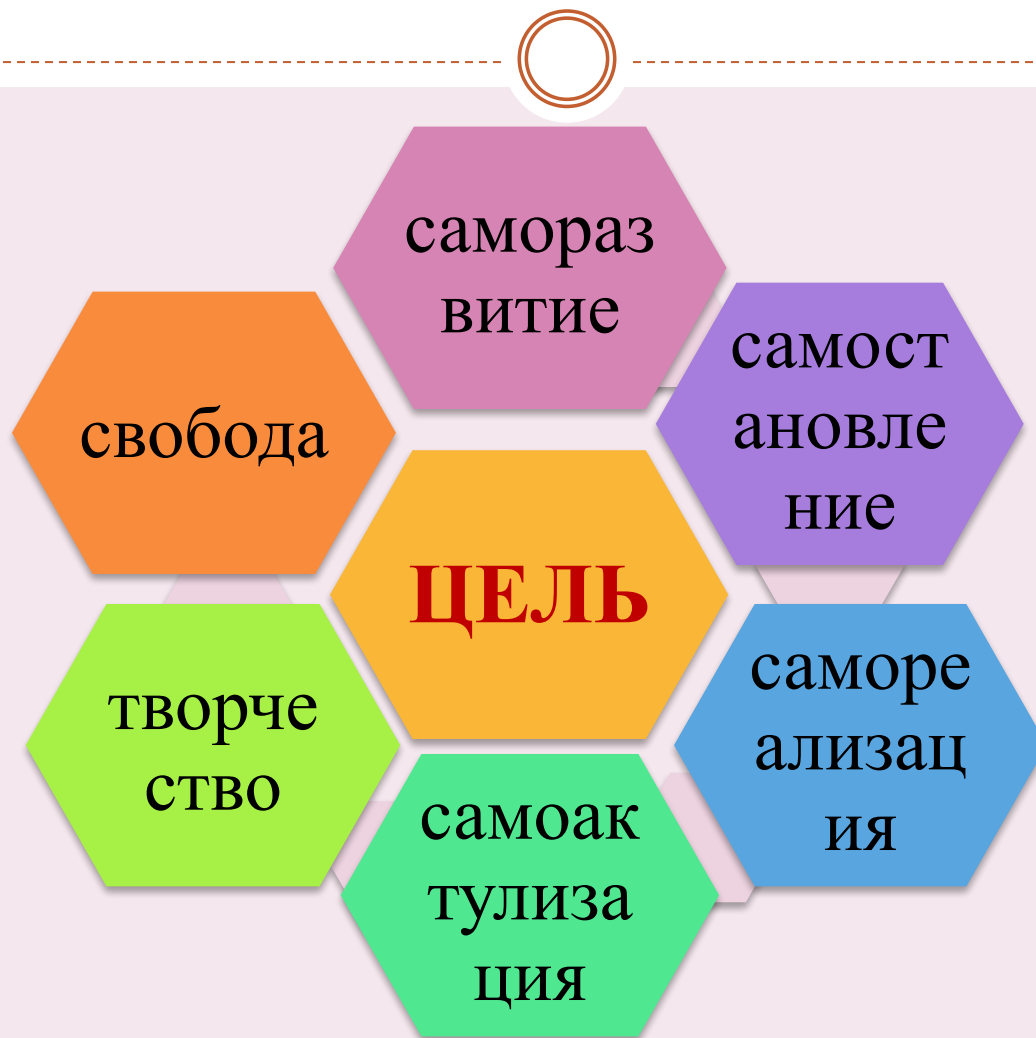 самораз
витие
самост
ановле
ние
саморе
ализац
ия
самоак
тулиза
ция
творче
ство
свобода
ЦЕЛЬ